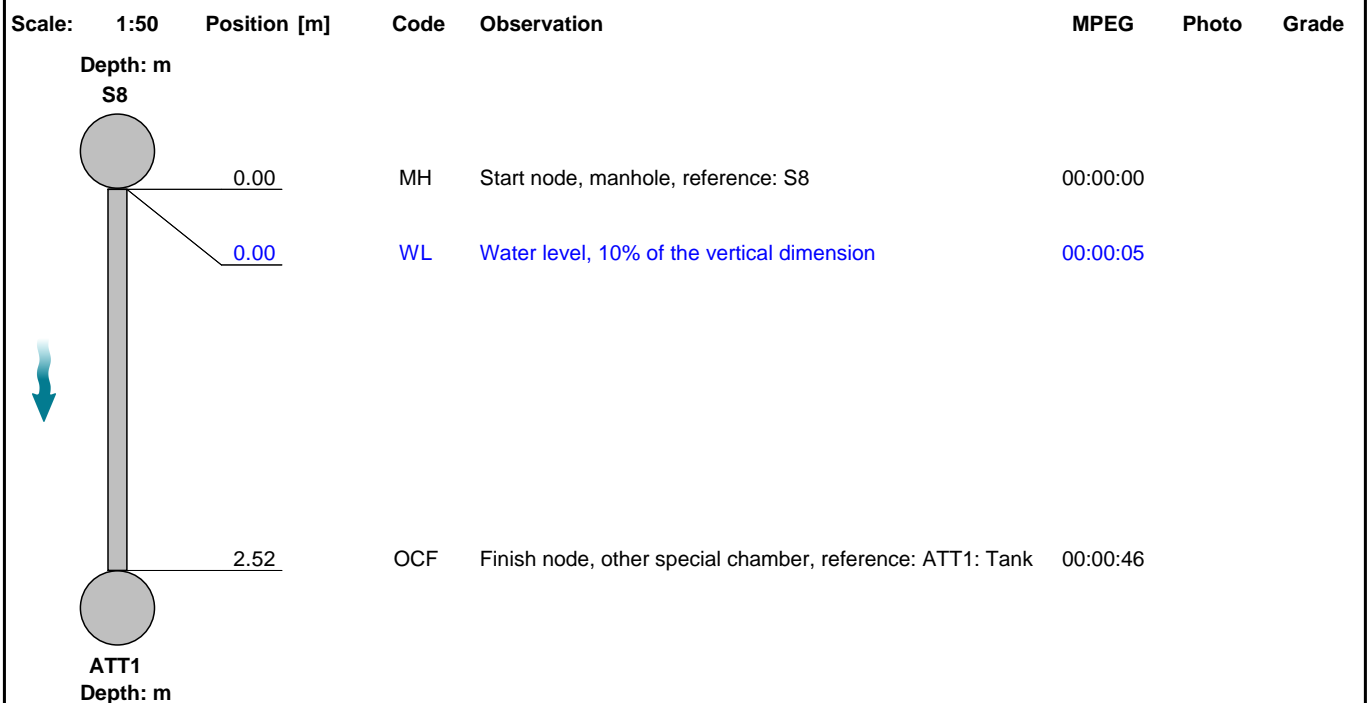 Scale: 1:50 Position [m] Code Observation MPEG Photo Grade
Depth: m
S8
0.00 MH Start node, manhole, reference: S8 00:00:00
0.00 WL Water level, 10% of the vertical dimension 00:00:05
2.52 OCF Finish node, other special chamber, reference: ATT1: Tank 00:00:46
ATT1
Depth: m